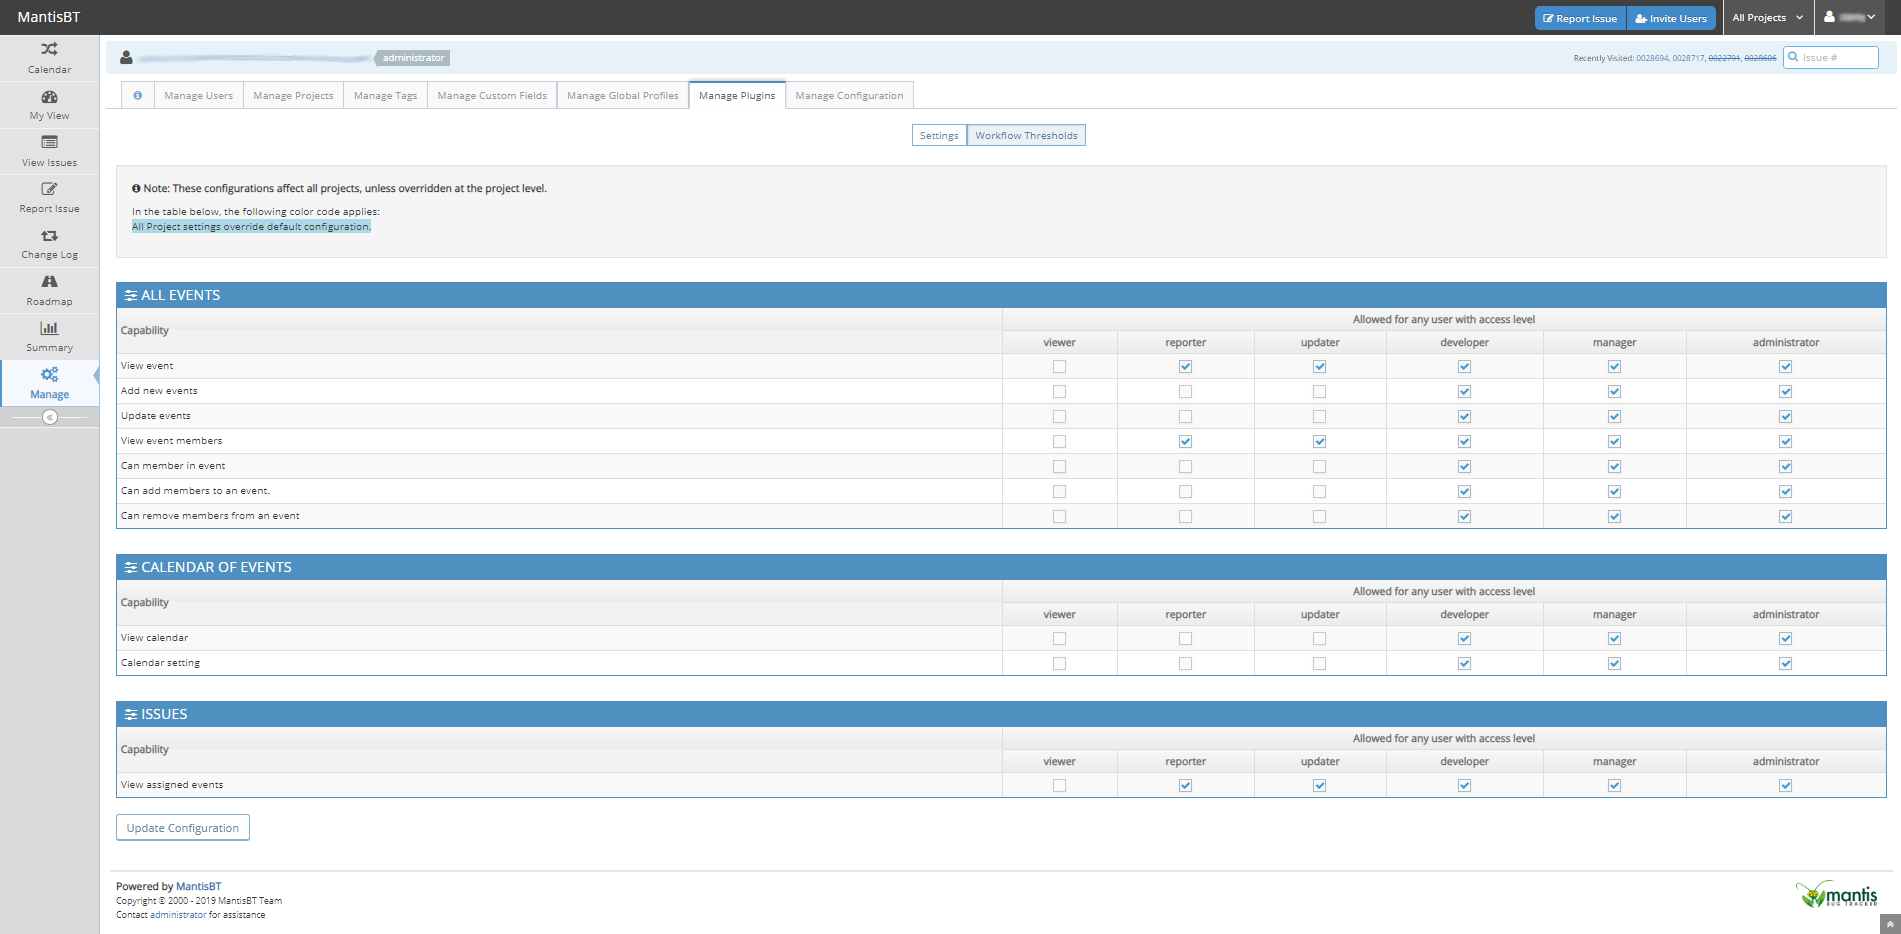 MantisBT
Report Issue Invite Users All Projects
administrator
Recently Visited: 0028694, 0028717, 0022791, 0028606 Issue #
Calendar
My View
View Issues
Report Issue
Change Log
Roadmap
Summary
Manage
Manage Users Manage Projects Manage Tags Manage Custom Fields Manage Global Profiles Manage Plugins Manage Configuration
Settings Workflow Thresholds
Note: These configurations affect all projects, unless overridden at the project level.
In the table below, the following color code applies:
All Project settings override default configuration.
ALL EVENTS
Capability Allowed for any user with access level
viewer reporter updater developer manager administrator
View event
Add new events
Update events
View event members
Can member in event
Can add members to an event.
Can remove members from an event
CALENDAR OF EVENTS
Capability Allowed for any user with access level
viewer reporter updater developer manager administrator
View calendar
Calendar setting
ISSUES
Capability Allowed for any user with access level
viewer reporter updater developer manager administrator
View assigned events
Update Configuration
Powered by MantisBT
Copyright © 2000 - 2019 MantisBT Team
Contact administrator for assistance
mantis
BUG TRACKER